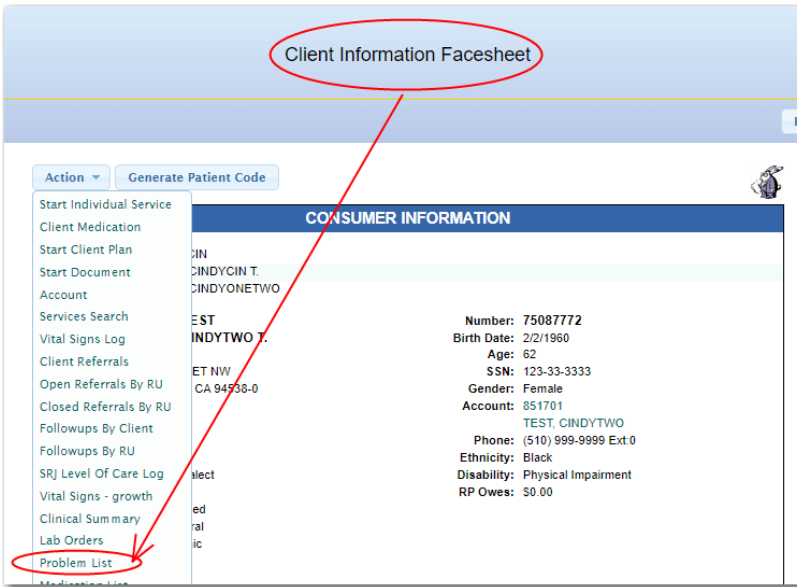 Client Information Facesheet
Action Generate Patient Code
Start Individual Service
Client Medication
Start Client Plan
Start Document
Account
Services Search
Vital Signs Log
Client Referrals
Open Referrals By RU
Closed Referrals By RU
Followups By Client
Followups By RU
SRJ Level Of Care Log
Vital Signs - growth
Clinical Summary
Lab Orders
Problem List
Medication List
CONSUMER INFORMATION
CIN
CINDYCIN T.
CINDYONETWO
EST
INDYTWO T.
ET NW
CA 94538-0
alect
ed
ral
ic
Number: 75087772
Birth Date: 2/2/1960
Age: 62
SSN: 123-33-3333
Gender: Female
Account: 851701
TEST, CINDYTWO
Phone: (510) 999-9999 Ext:0
Ethnicity: Black
Disability: Physical Impairment
RP Owes: $0.00